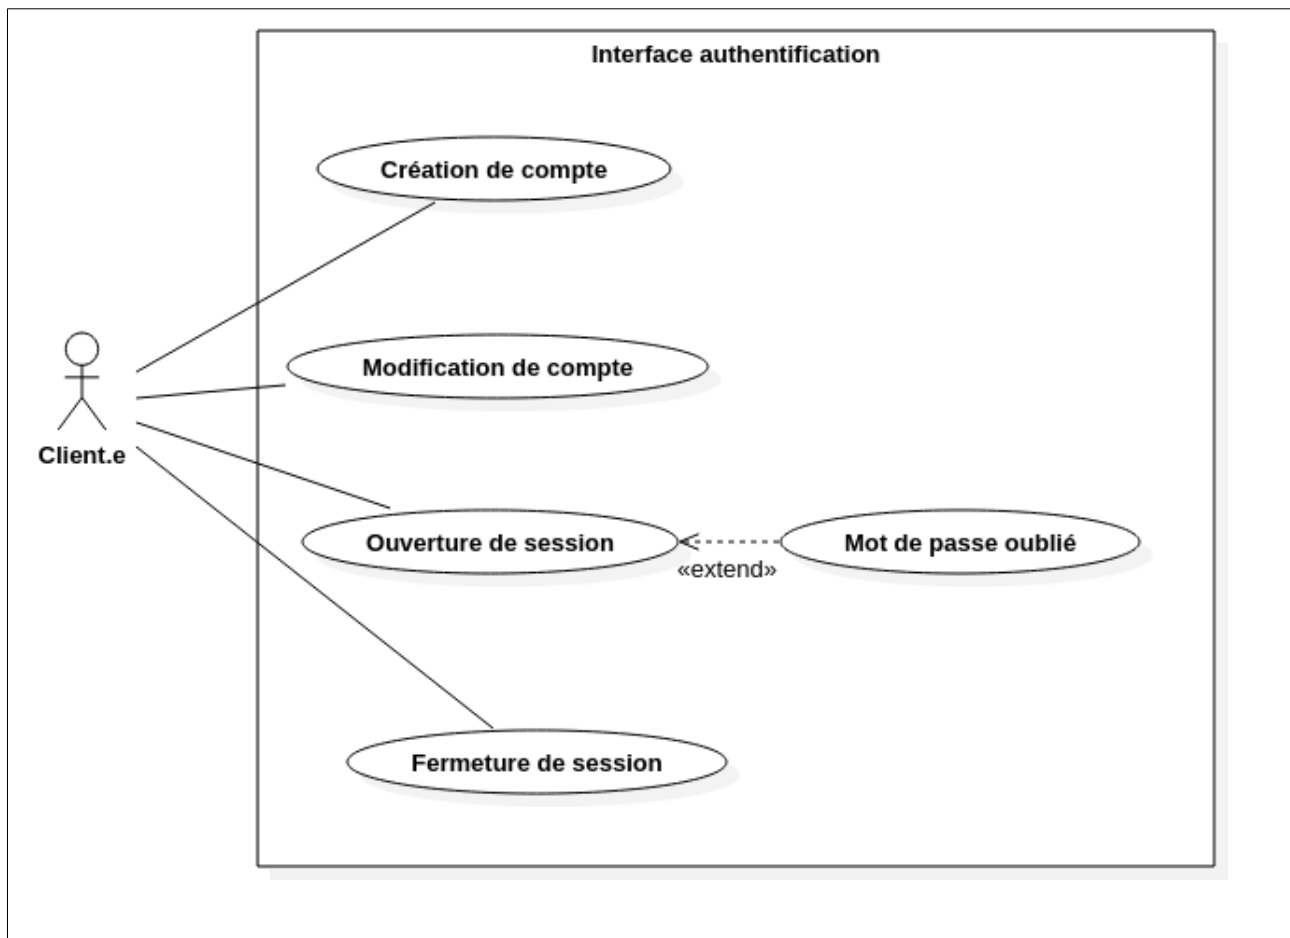 Interface authentification
Création de compte
Modification de compte
Client.e
Ouverture de session
«extend»
Mot de passe oublié
Fermeture de session